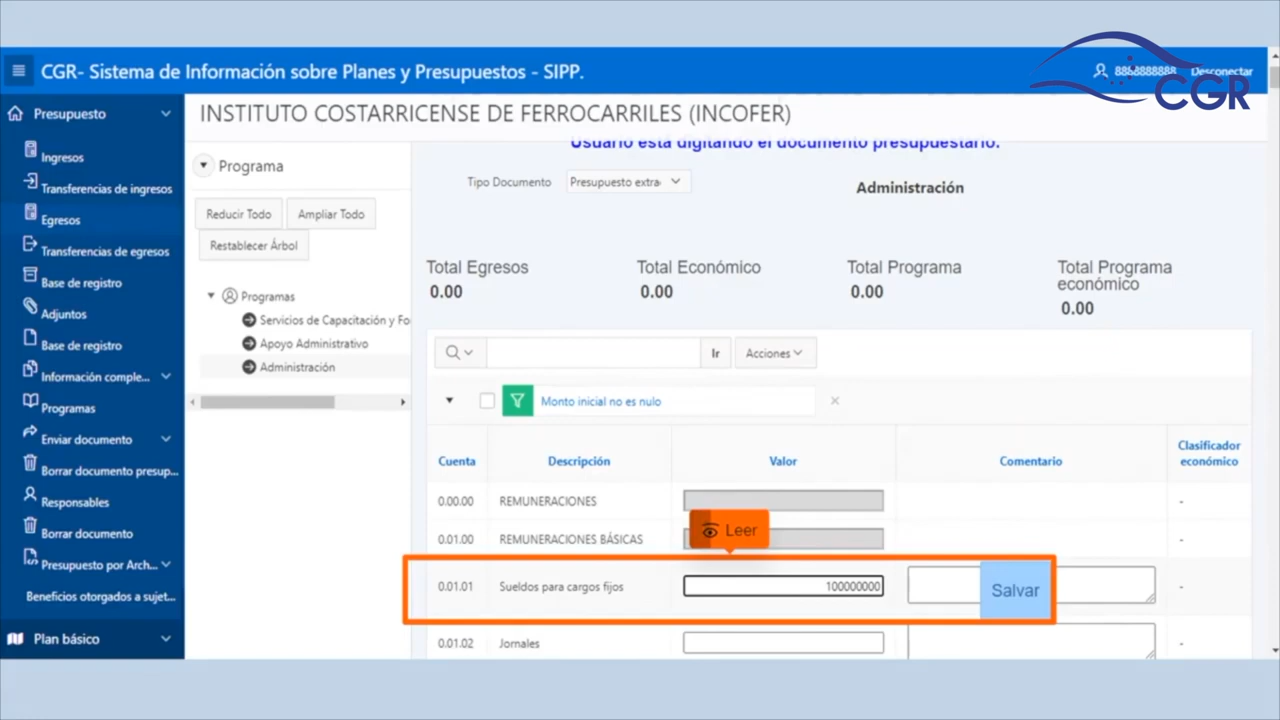 CGR- Sistema de Información sobre Planes y Presupuestos - SIPP.
8888888888 Desconectar
CGR
Presupuesto
Ingresos
Transferencias de ingresos
Egresos
Transferencias de egresos
Base de registro
Adjuntos
Base de registro
Información comple...
Programas
Enviar documento
Borrar documento presup...
Responsables
Borrar documento
Presupuesto por Arch...
Beneficios otorgados a sujet...
Plan básico
INSTITUTO COSTARRICENSE DE FERROCARRILES (INCOFER)
Programa
Reducir Todo Ampliar Todo
Restablecer Árbol
Programas
Servicios de Capacitación y Fo
Apoyo Administrativo
Administración
Usuario está digitando el documento presupuestario.
Tipo Documento Presupuesto extra
Administración
Total Egresos Total Económico Total Programa Total Programa económico
0.00 0.00 0.00 0.00
Ir Acciones
Monto inicial no es nulo
Cuenta Descripción Valor Comentario Clasificador económico
0.00.00 REMUNERACIONES -
0.01.00 REMUNERACIONES BÁSICAS -
Leer
0.01.01 Sueldos para cargos fijos 100000000 Salvar -
0.01.02 Jornales -